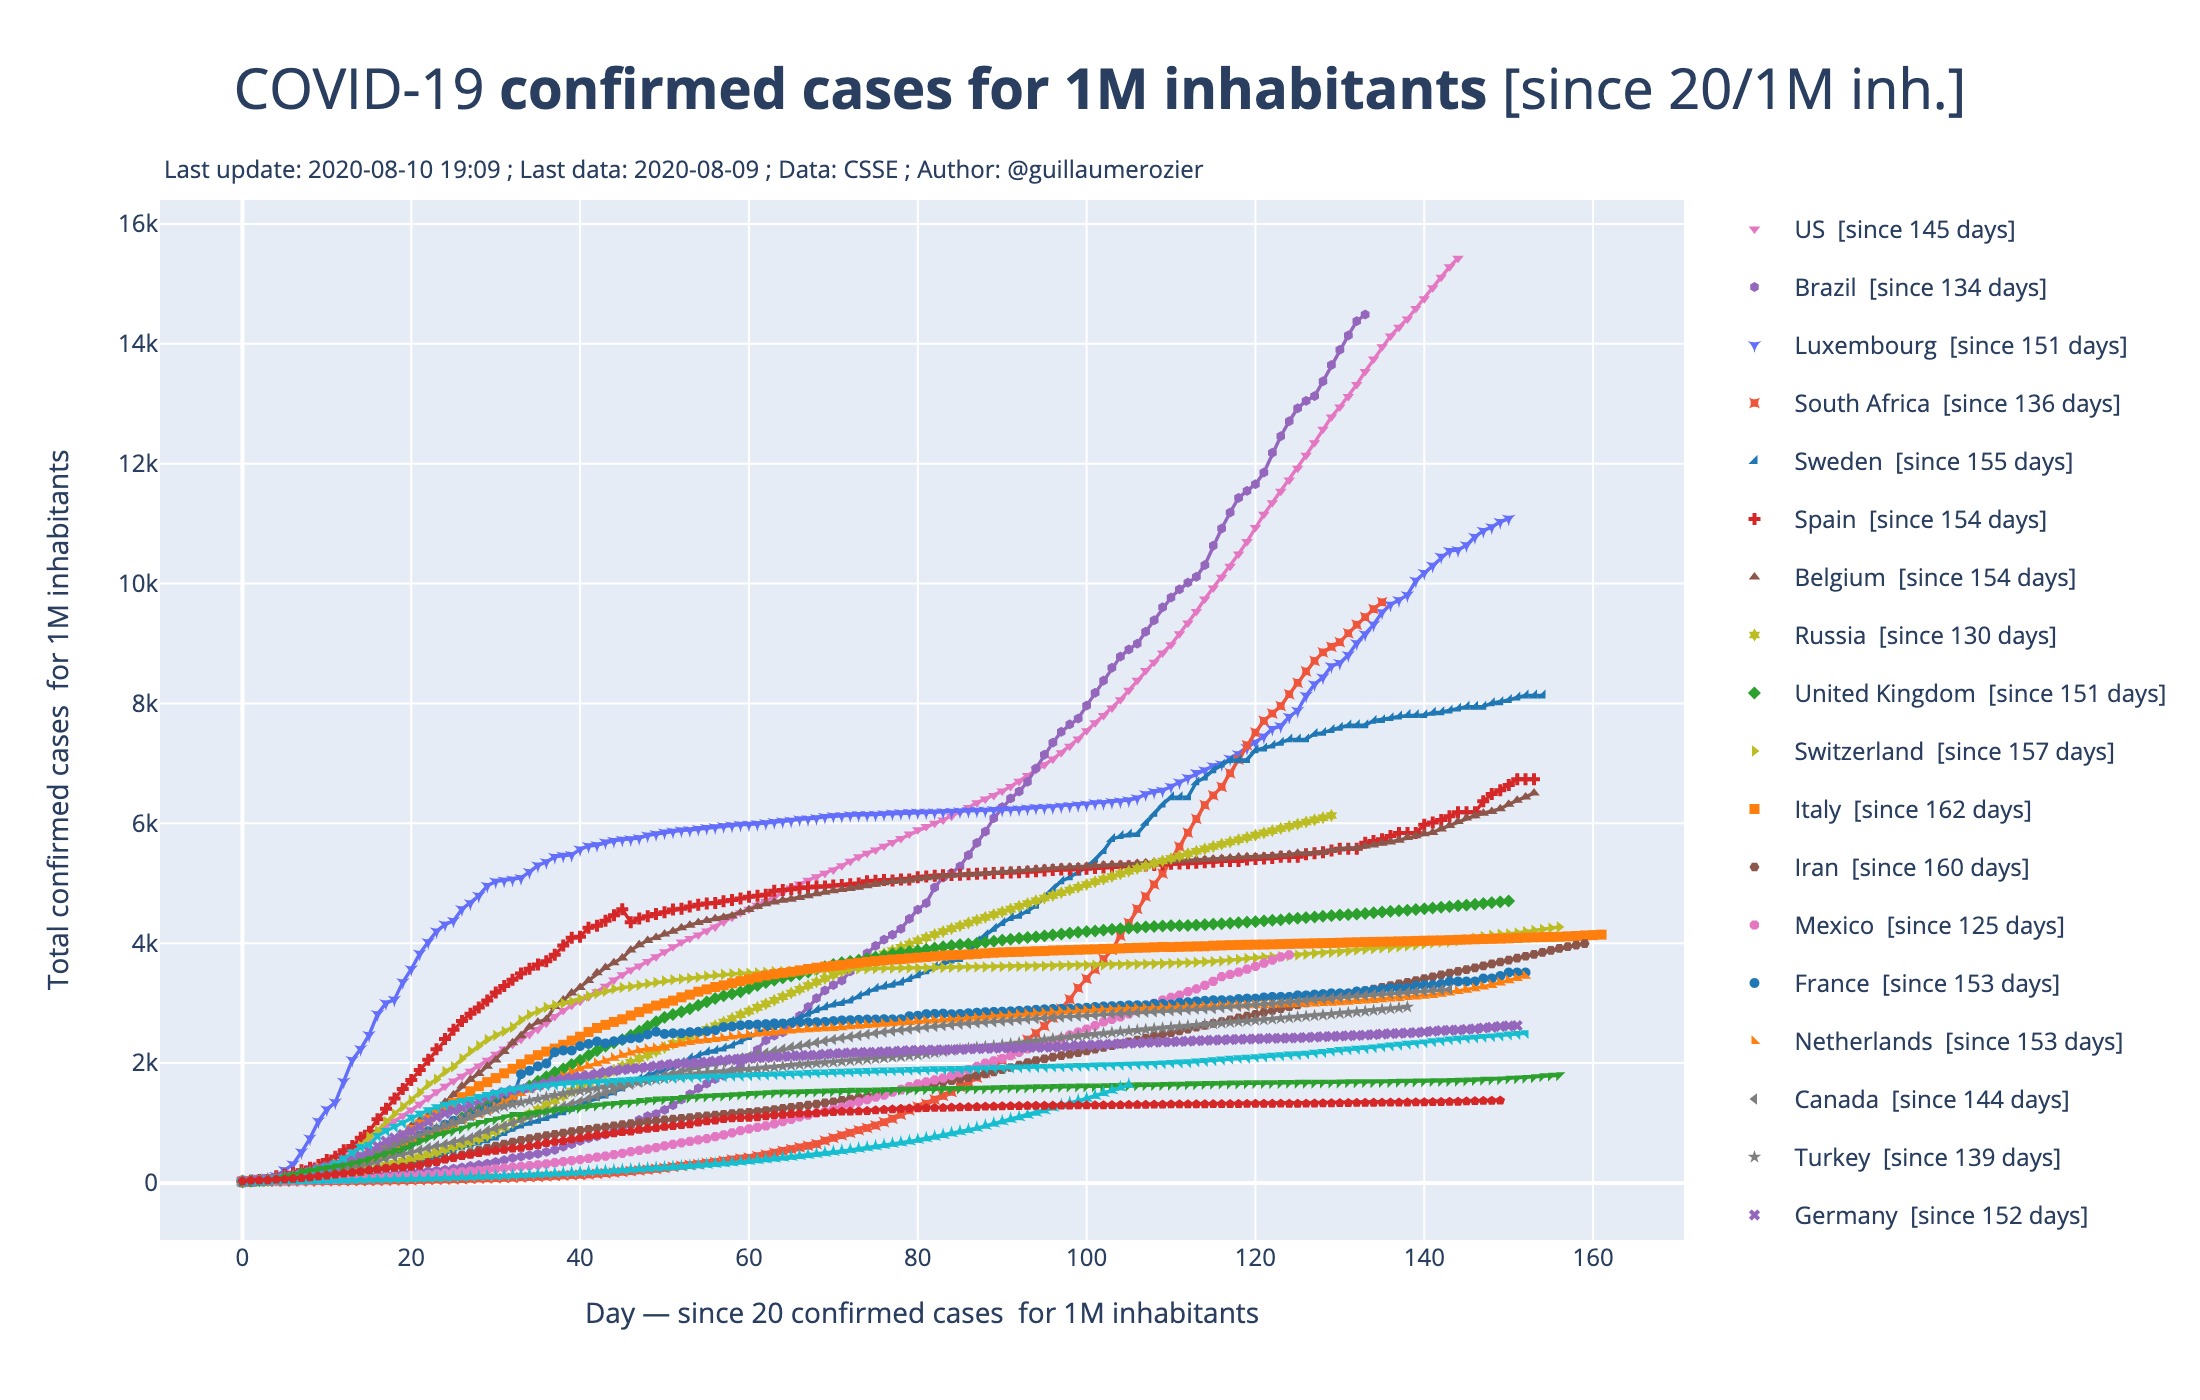 COVID-19 confirmed cases for 1M inhabitants [since 20/1M inh.]
Last update: 2020-08-10 19:09 ; Last data: 2020-08-09 ; Data: CSSE ; Author: @guillaumerozier
Total confirmed cases for 1M inhabitants
16k
14k
12k
10k
8k
6k
4k
2k
0
0 20 40 60 80 100 120 140 160
Day — since 20 confirmed cases for 1M inhabitants
US [since 145 days]
Brazil [since 134 days]
Luxembourg [since 151 days]
South Africa [since 136 days]
Sweden [since 155 days]
Spain [since 154 days]
Belgium [since 154 days]
Russia [since 130 days]
United Kingdom [since 151 days]
Switzerland [since 157 days]
Italy [since 162 days]
Iran [since 160 days]
Mexico [since 125 days]
France [since 153 days]
Netherlands [since 153 days]
Canada [since 144 days]
Turkey [since 139 days]
Germany [since 152 days]